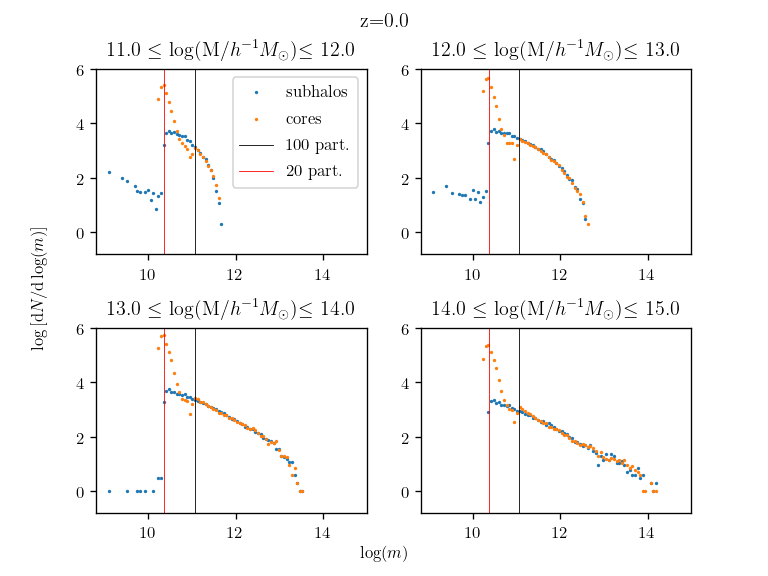 z=0.0
11.0 ≤ log(M/h⁻¹M⊙)≤ 12.0
12.0 ≤ log(M/h⁻¹M⊙)≤ 13.0
6
4
2
0
10
12
14
subhalos
cores
100 part.
20 part.
6
4
2
0
10
12
14
log [dN/d log(m)]
13.0 ≤ log(M/h⁻¹M⊙)≤ 14.0
14.0 ≤ log(M/h⁻¹M⊙)≤ 15.0
6
4
2
0
10
12
14
6
4
2
0
10
12
14
log(m)